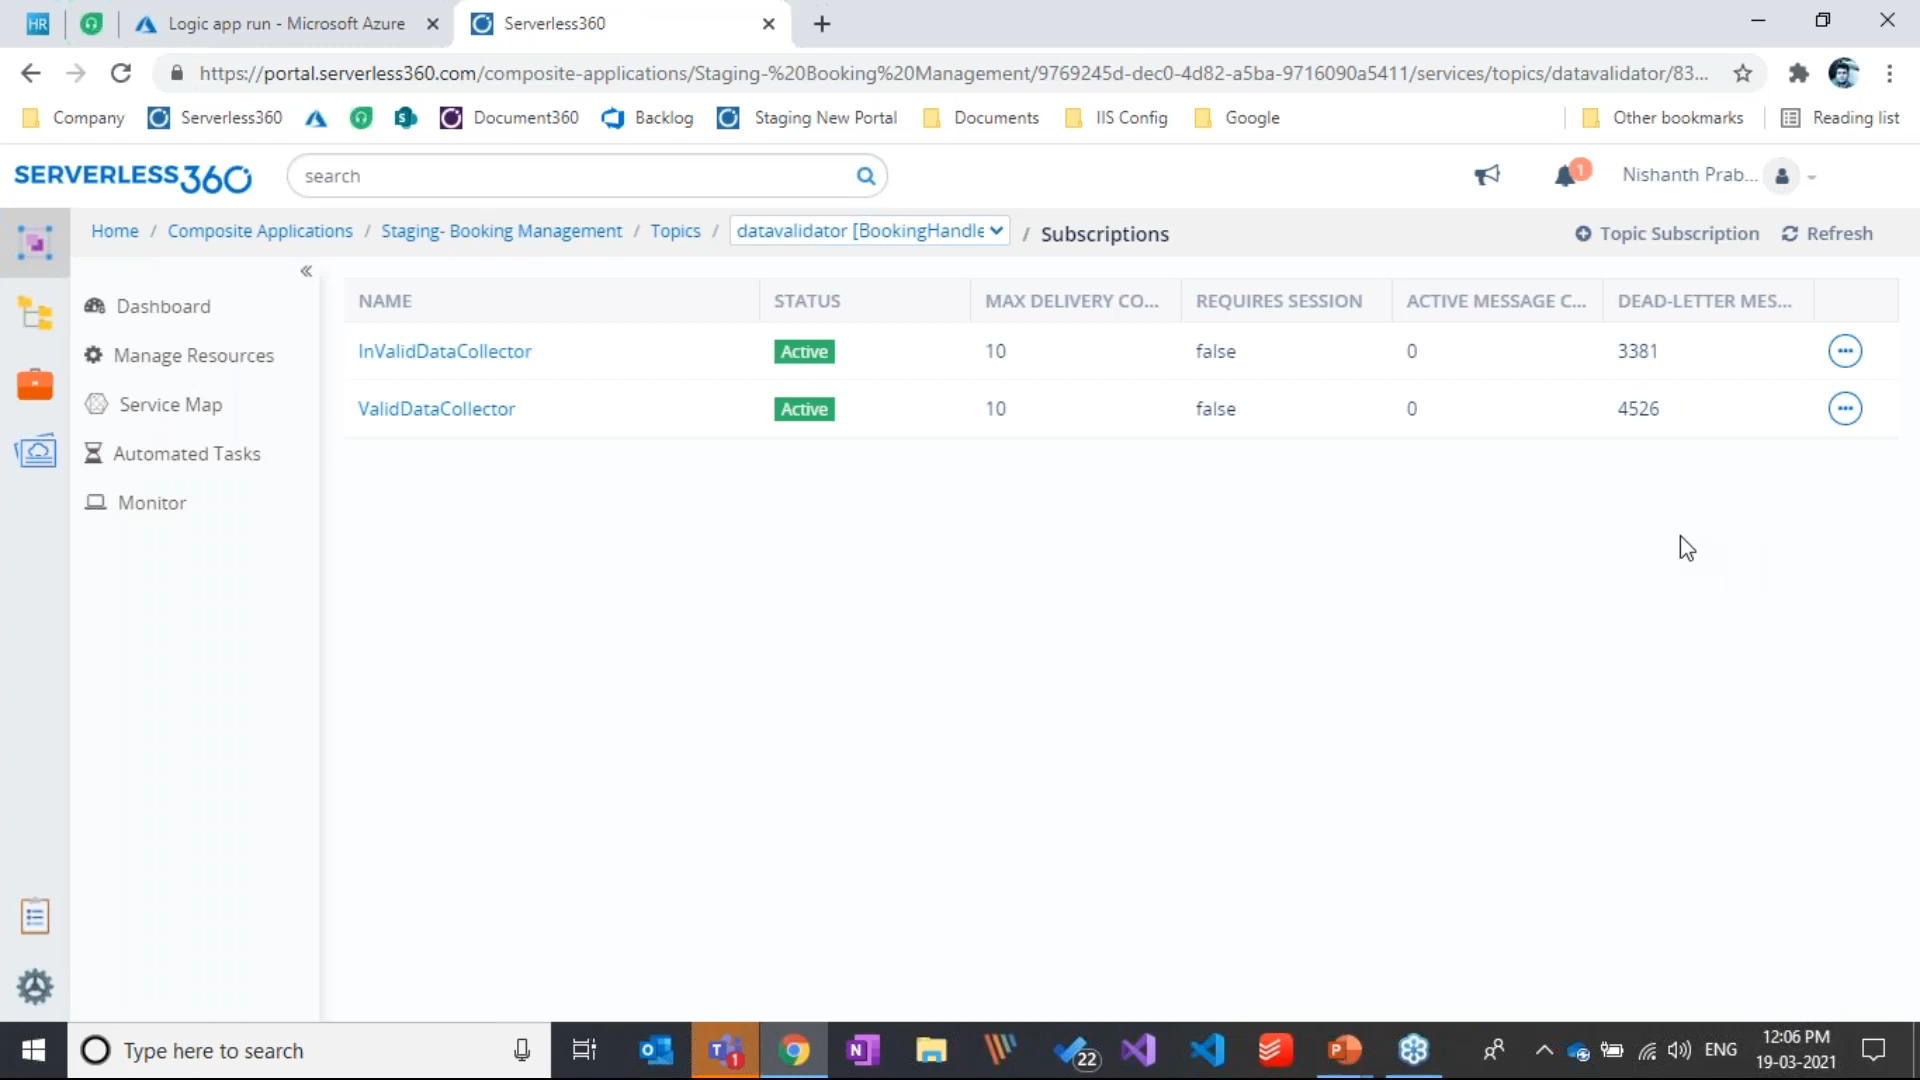 HR
Logic app run - Microsoft Azure
Serverless360
https://portal.serverless360.com/composite-applications/Staging-%20Booking%20Management/9769245d-dec0-4d82-a5ba-9716090a5411/services/topics/datavalidator/83...
Company
Serverless360
S
Document360
Backlog
Staging New Portal
Documents
IIS Config
Google
Other bookmarks
Reading list
SERVERLESS360
search
1
Nishanth Prab...
Home / Composite Applications / Staging- Booking Management / Topics / datavalidator [BookingHandle / Subscriptions
Topic Subscription
Refresh
Dashboard
Manage Resources
Service Map
Automated Tasks
Monitor
NAME STATUS MAX DELIVERY CO... REQUIRES SESSION ACTIVE MESSAGE C... DEAD-LETTER MES...
InValidDataCollector Active 10 false 0 3381
ValidDataCollector Active 10 false 0 4526
Type here to search
T
1
N
22
P
ENG
12:06 PM
19-03-2021